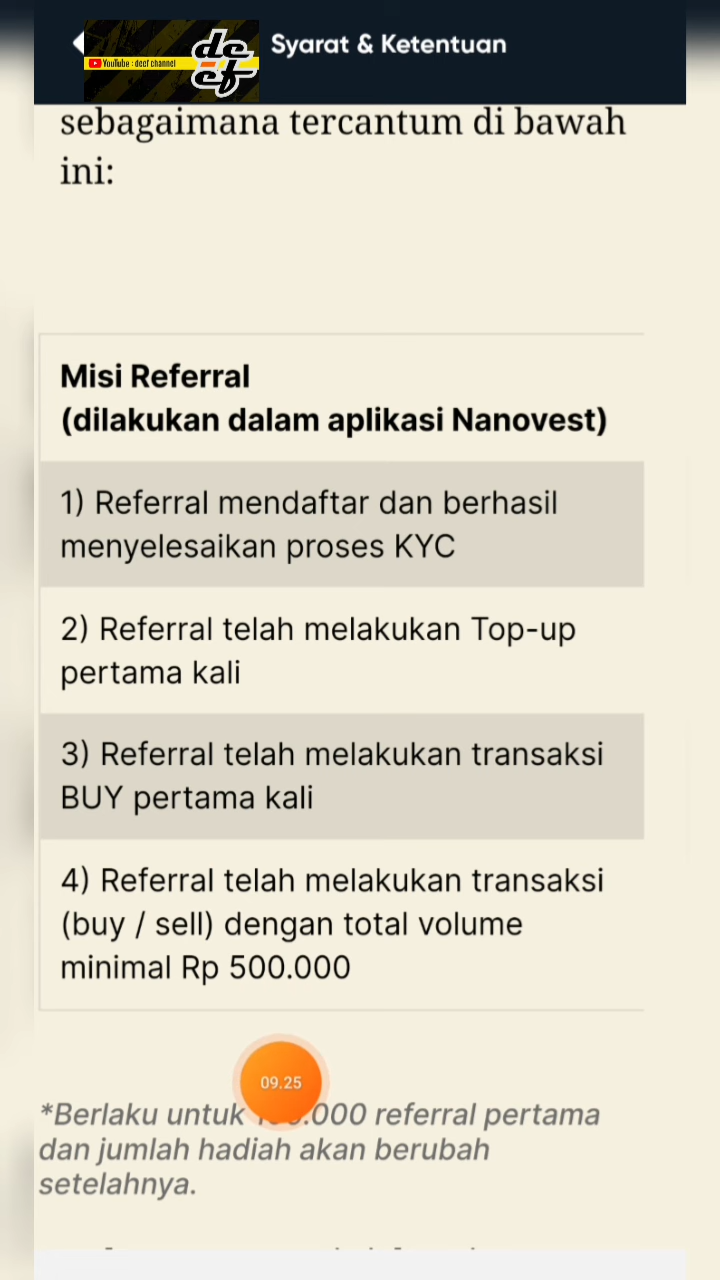 YouTube : decf channel
Syarat & Ketentuan
sebagaimana tercantum di bawah
ini:
Misi Referral
(dilakukan dalam aplikasi Nanovest)
1) Referral mendaftar dan berhasil
menyelesaikan proses KYC
2) Referral telah melakukan Top-up
pertama kali
3) Referral telah melakukan transaksi
BUY pertama kali
4) Referral telah melakukan transaksi
(buy / sell) dengan total volume
minimal Rp 500.000
09.25
*Berlaku untuk referral pertama
dan jumlah hadiah akan berubah
setelahnya.